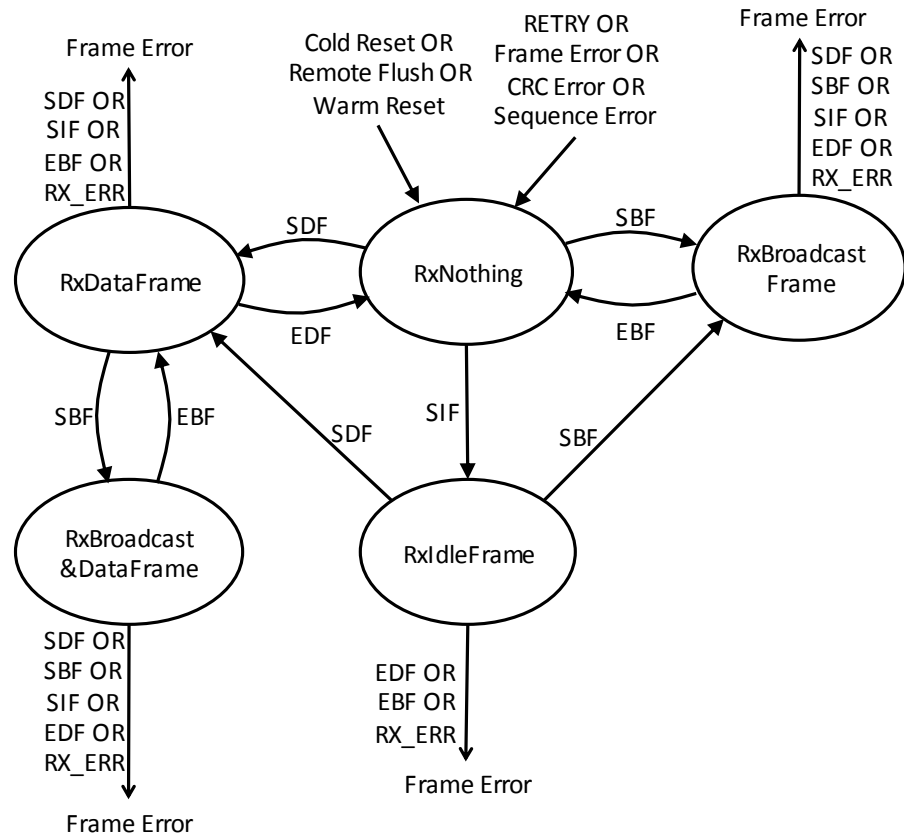 Frame Error
SDF OR
SIF OR
EBF OR
RX_ERR
Cold Reset OR
Remote Flush OR
Warm Reset
RETRY OR
Frame Error OR
CRC Error OR
Sequence Error
Frame Error
SDF OR
SBF OR
SIF OR
EDF OR
RX_ERR
RxDataFrame
SDF
EDF
RxNothing
SBF
EBF
RxBroadcast
Frame
SBF
EBF
SDF
SIF
SBF
RxBroadcast
&DataFrame
RxIdleFrame
SDF OR
SBF OR
SIF OR
EDF OR
RX_ERR
Frame Error
EDF OR
EBF OR
RX_ERR
Frame Error